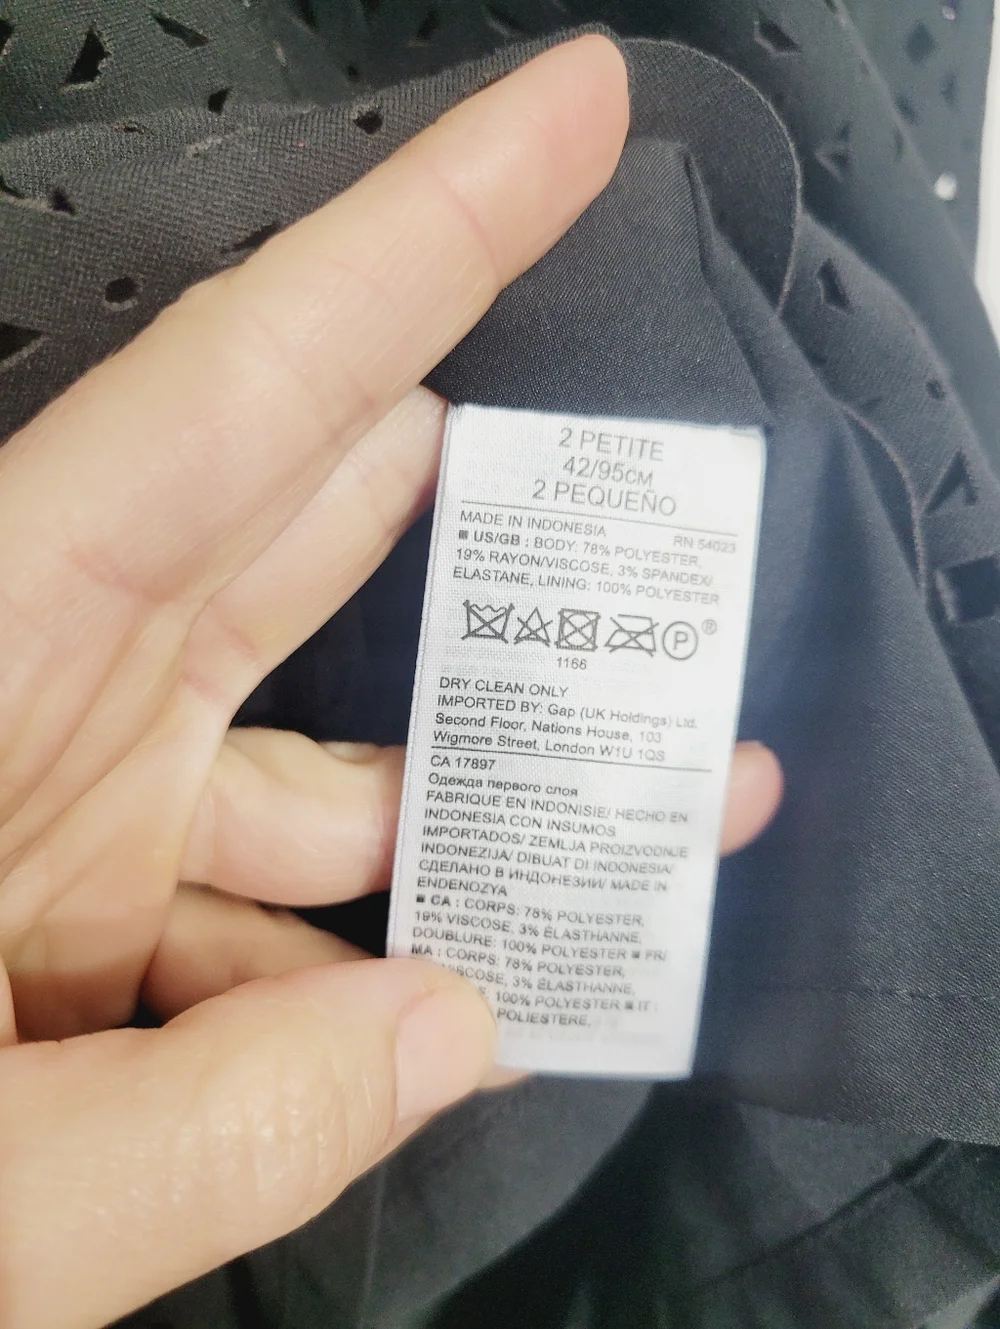 2 PETITE
42/95CM
2 PEQUEÑO
MADE IN INDONESIA RN 54023
■ US/GB : BODY: 78% POLYESTER,
19% RAYON/VISCOSE, 3% SPANDEX/
ELASTANE, LINING: 100% POLYESTER
P ®
1166
DRY CLEAN ONLY
IMPORTED BY: Gap (UK Holdings) Ltd.
Second Floor, Nations House, 103
Wigmore Street, London W1U 1QS
CA 17897
Одежда первого слоя
FABRIQUE EN INDONISIE/ HECHO EN
INDONESIA CON INSUMOS
IMPORTADOS/ ZEMLJA PROIZVODNJE
INDONEZIJA/ DIBUAT DI INDONESIA/
СДЕЛАНО В ИНДОНЕЗИИ/ MADE IN
ENDENOZYA
■ CA : CORPS: 78% POLYESTER,
19% VISCOSE, 3% ÉLASTHANNE,
DOUBLURE: 100% POLYESTER ■ FR/
MA : CORPS: 78% POLYESTER,
VISCOSE, 3% ÉLASTHANNE,
100% POLYESTER ■ IT :
POLIESTERE,